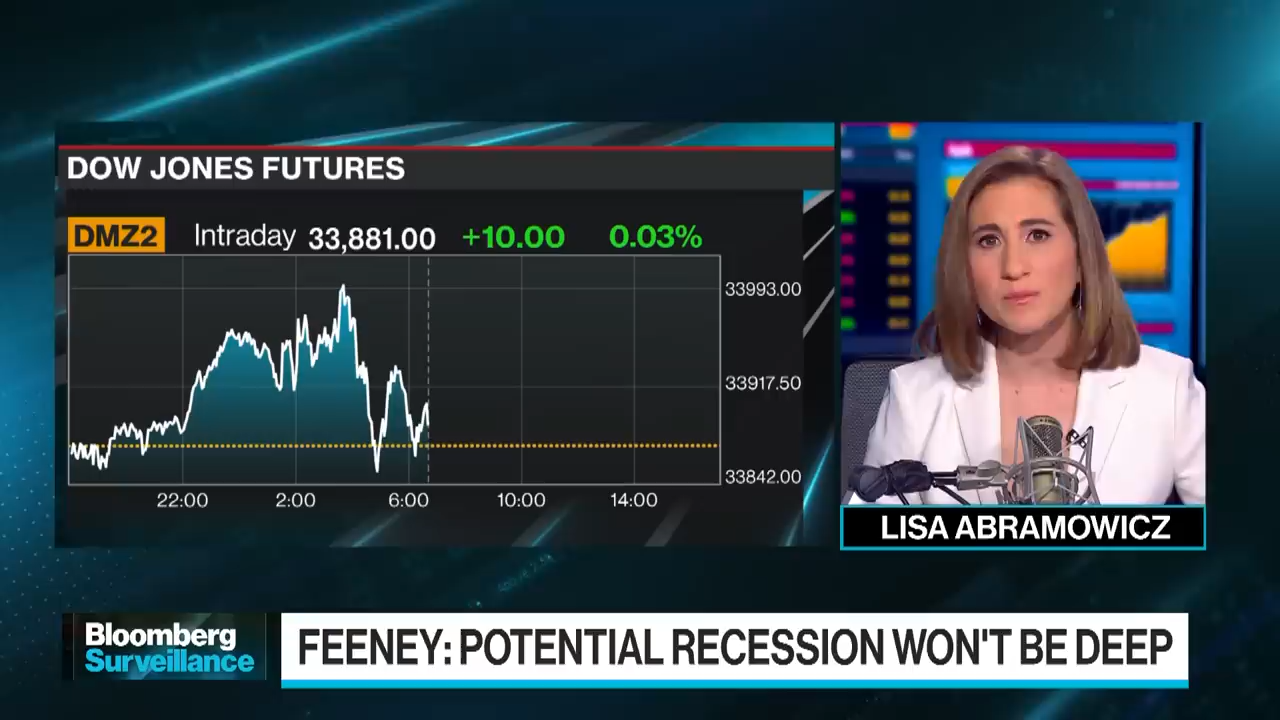 DOW JONES FUTURES
DMZ2 Intraday 33,881.00 +10.00 0.03%
33993.00
33917.50
33842.00
22:00 2:00 6:00 10:00 14:00
LISA ABRAMOWICZ
Bloomberg
Surveillance
FEENEY: POTENTIAL RECESSION WON'T BE DEEP